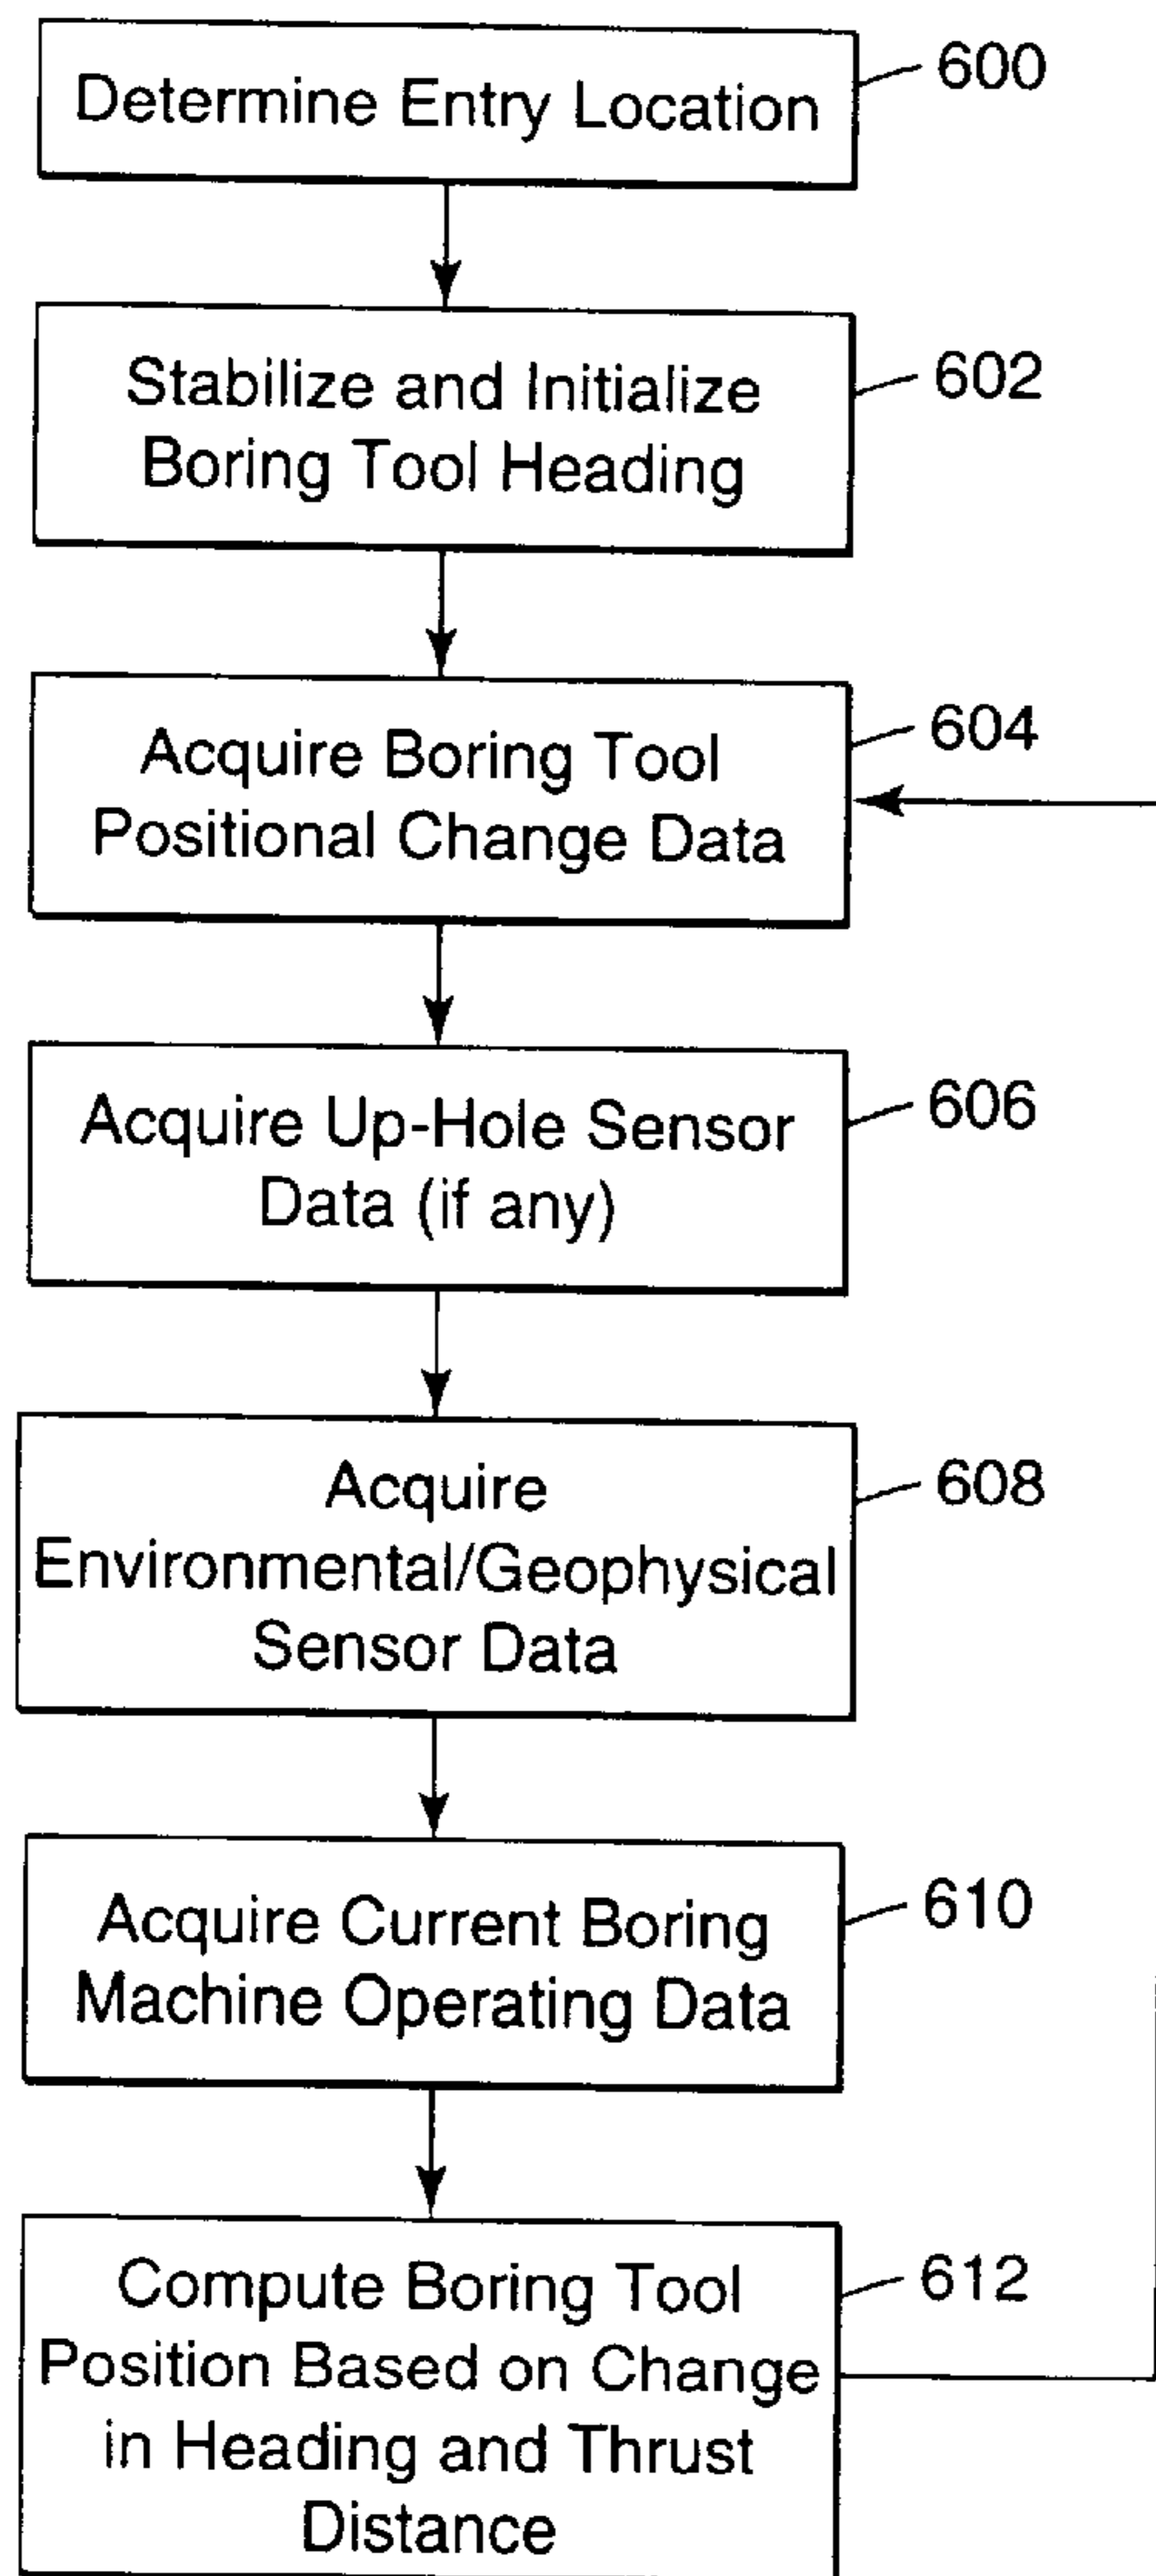 Determine Entry Location
600
Stabilize and Initialize
Boring Tool Heading
602
Acquire Boring Tool
Positional Change Data
604
Acquire Up-Hole Sensor
Data (if any)
606
Acquire
Environmental/Geophysical
Sensor Data
608
Acquire Current Boring
Machine Operating Data
610
Compute Boring Tool
Position Based on Change
in Heading and Thrust
Distance
612